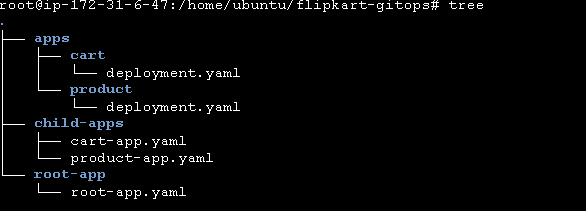 root@ip-172-31-6-47:/home/ubuntu/flipkart-gitops# tree
.
├── apps
│   ├── cart
│   │   └── deployment.yaml
│   └── product
│       └── deployment.yaml
├── child-apps
│   ├── cart-app.yaml
│   └── product-app.yaml
└── root-app
    └── root-app.yaml